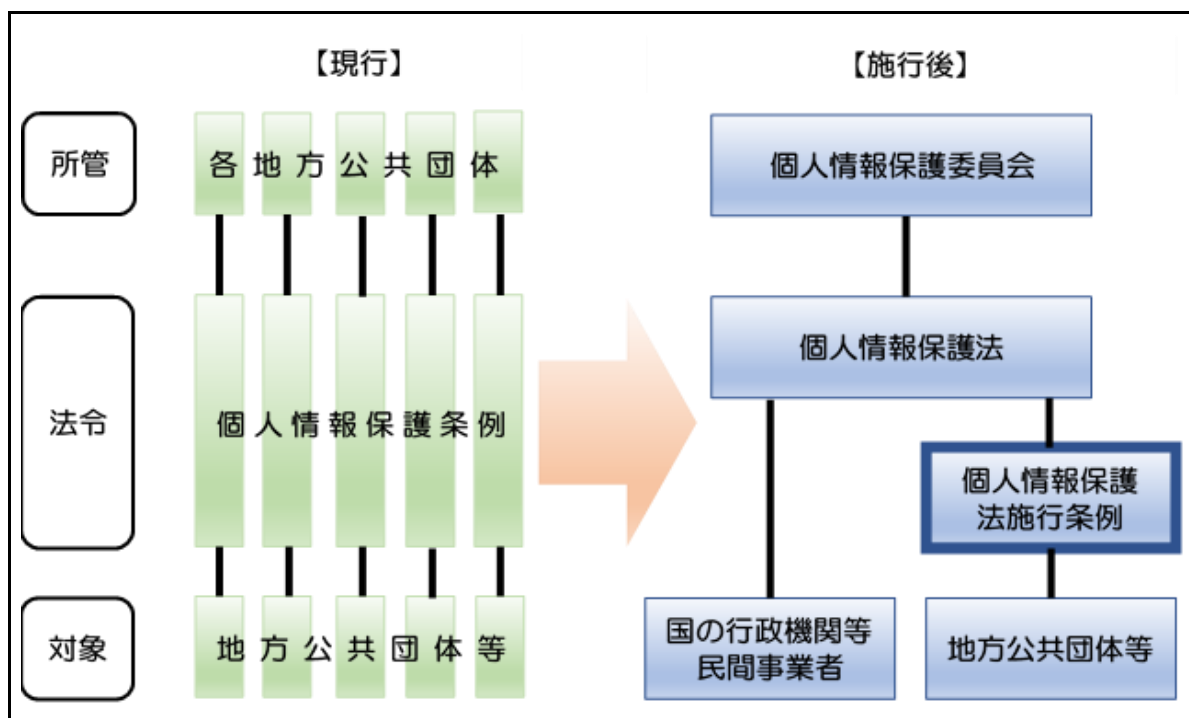 【現行】
【施行後】
所管
各地方公共団体
個人情報保護委員会
法令
個人情報保護条例
個人情報保護法
個人情報保護
法施行条例
対象
地方公共団体等
国の行政機関等
民間事業者
地方公共団体等